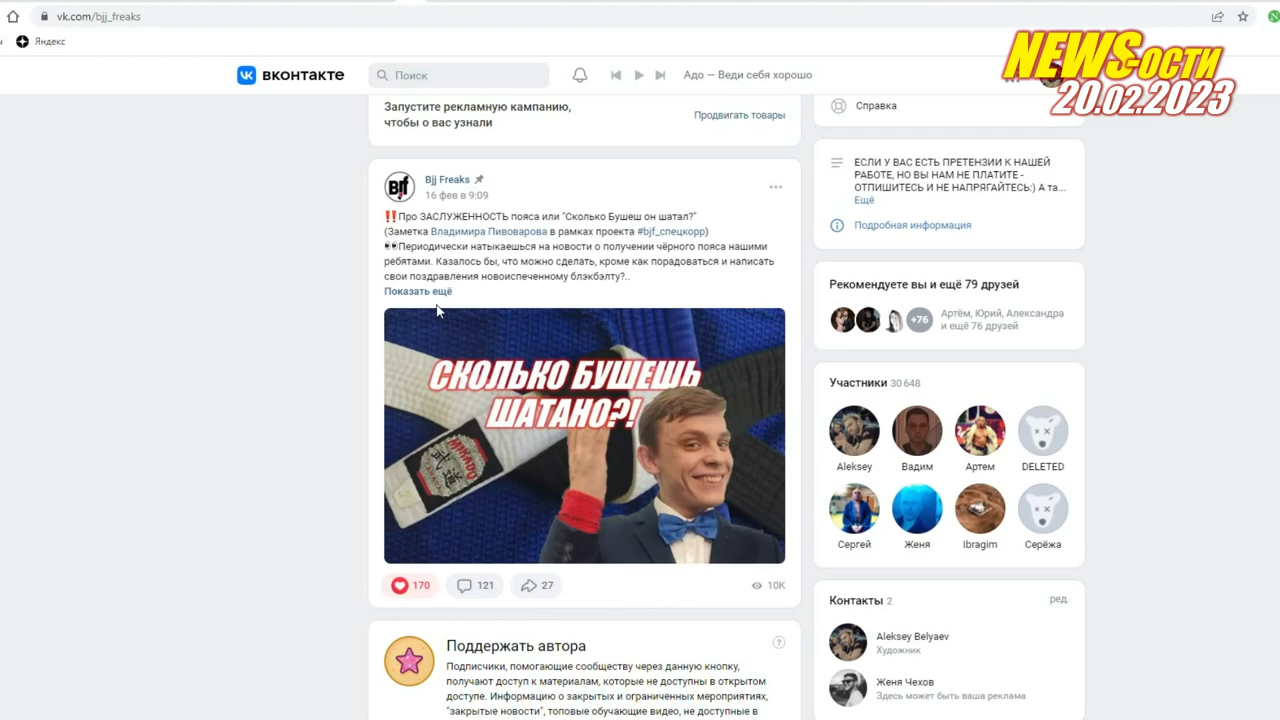 vk.com/bjj_freaks
Яндекс
NEWS-ости
20.02.2023
вконтакте
Поиск
Адо — Веди себя хорошо
Запустите рекламную кампанию,
чтобы о вас узнали
Продвигать товары
Справка
Bjj Freaks
16 фев в 9:09
‼️Про ЗАСЛУЖЕННОСТЬ пояса или "Сколько Бушеш он шатал?"
(Заметка Владимира Пивоварова в рамках проекта #bjf_спецкорр)
👀Периодически натыкаешься на новости о получении чёрного пояса нашими
ребятами. Казалось бы, что можно сделать, кроме как порадоваться и написать
свои поздравления новоиспеченному блэкбэлту?..
Показать ещё
СКОЛЬКО БУШЕШЬ
ШАТАНО?!
170
121
27
10K
Поддержать автора
Подписчики, помогающие сообществу через данную кнопку,
получают доступ к материалам, которые не доступны в открытом
доступе. Информацию о закрытых и ограниченных мероприятиях,
"закрытые новости", топовые обучающие видео, не доступные в
ЕСЛИ У ВАС ЕСТЬ ПРЕТЕНЗИИ К НАШЕЙ
РАБОТЕ, НО ВЫ НАМ НЕ ПЛАТИТЕ -
ОТПИШИТЕСЬ И НЕ НАПРЯГАЙТЕСЬ:) А та...
Ещё
Подробная информация
Рекомендуете вы и ещё 79 друзей
+76
Артём, Юрий, Александра
и ещё 76 друзей
Участники 30 648
Aleksey
Вадим
Артем
DELETED
Сергей
Женя
Ibragim
Серёжа
Контакты 2
ред.
Aleksey Belyaev
Художник
Женя Чехов
Здесь может быть ваша реклама